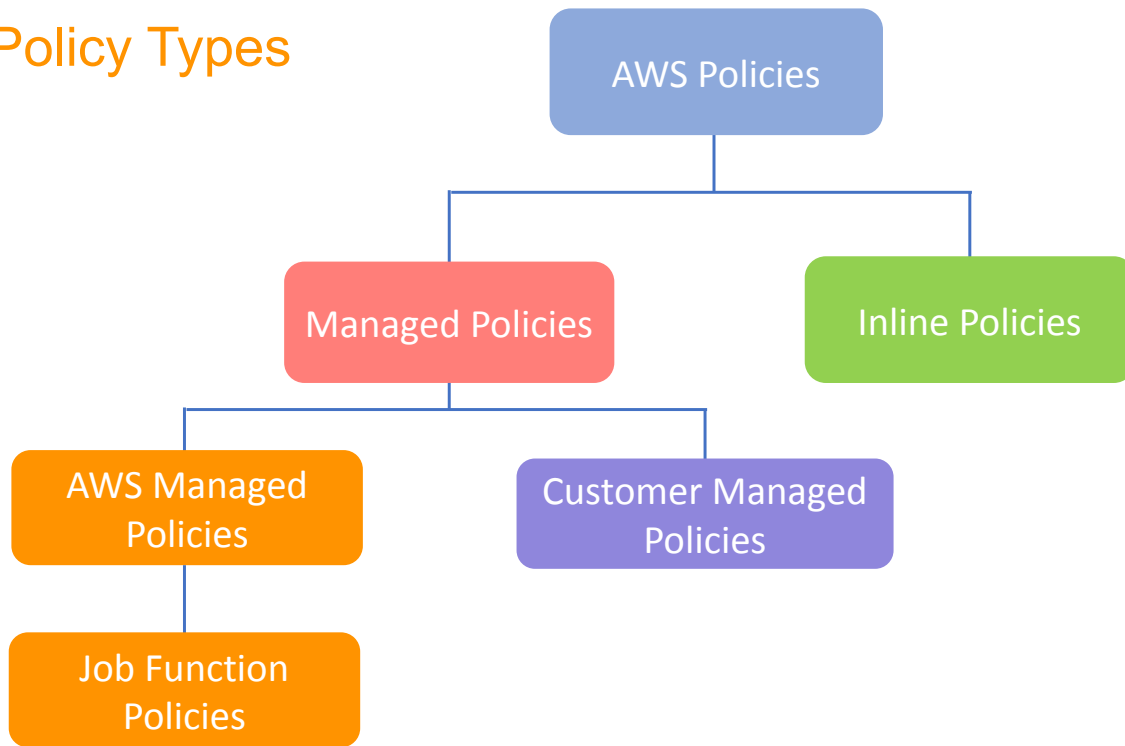 Policy Types
AWS Policies
Managed Policies
Inline Policies
AWS Managed
Policies
Customer Managed
Policies
Job Function
Policies